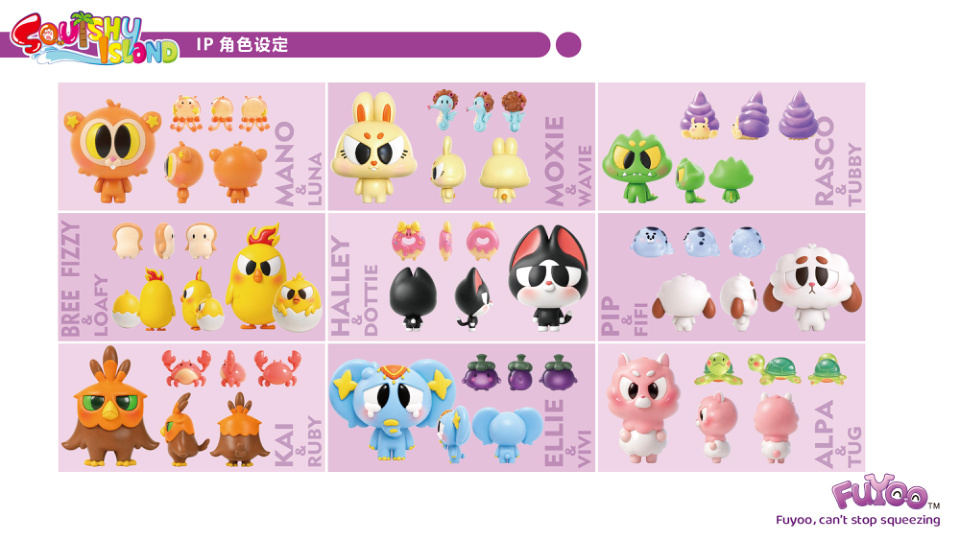 SQUISHY
ISLAND
IP 角色设定
MANO
&
LUNA
MOXIE
&
WAVIE
RASCO
&
TUBBY
BREE FIZZY
&
LOAFY
HALLEY
&
DOTTIE
PIP
&
FIFI
KAI
&
RUBY
ELLIE
&
VIVI
ALPA
&
TUG
FUYOO TM
Fuyoo, can't stop squeezing